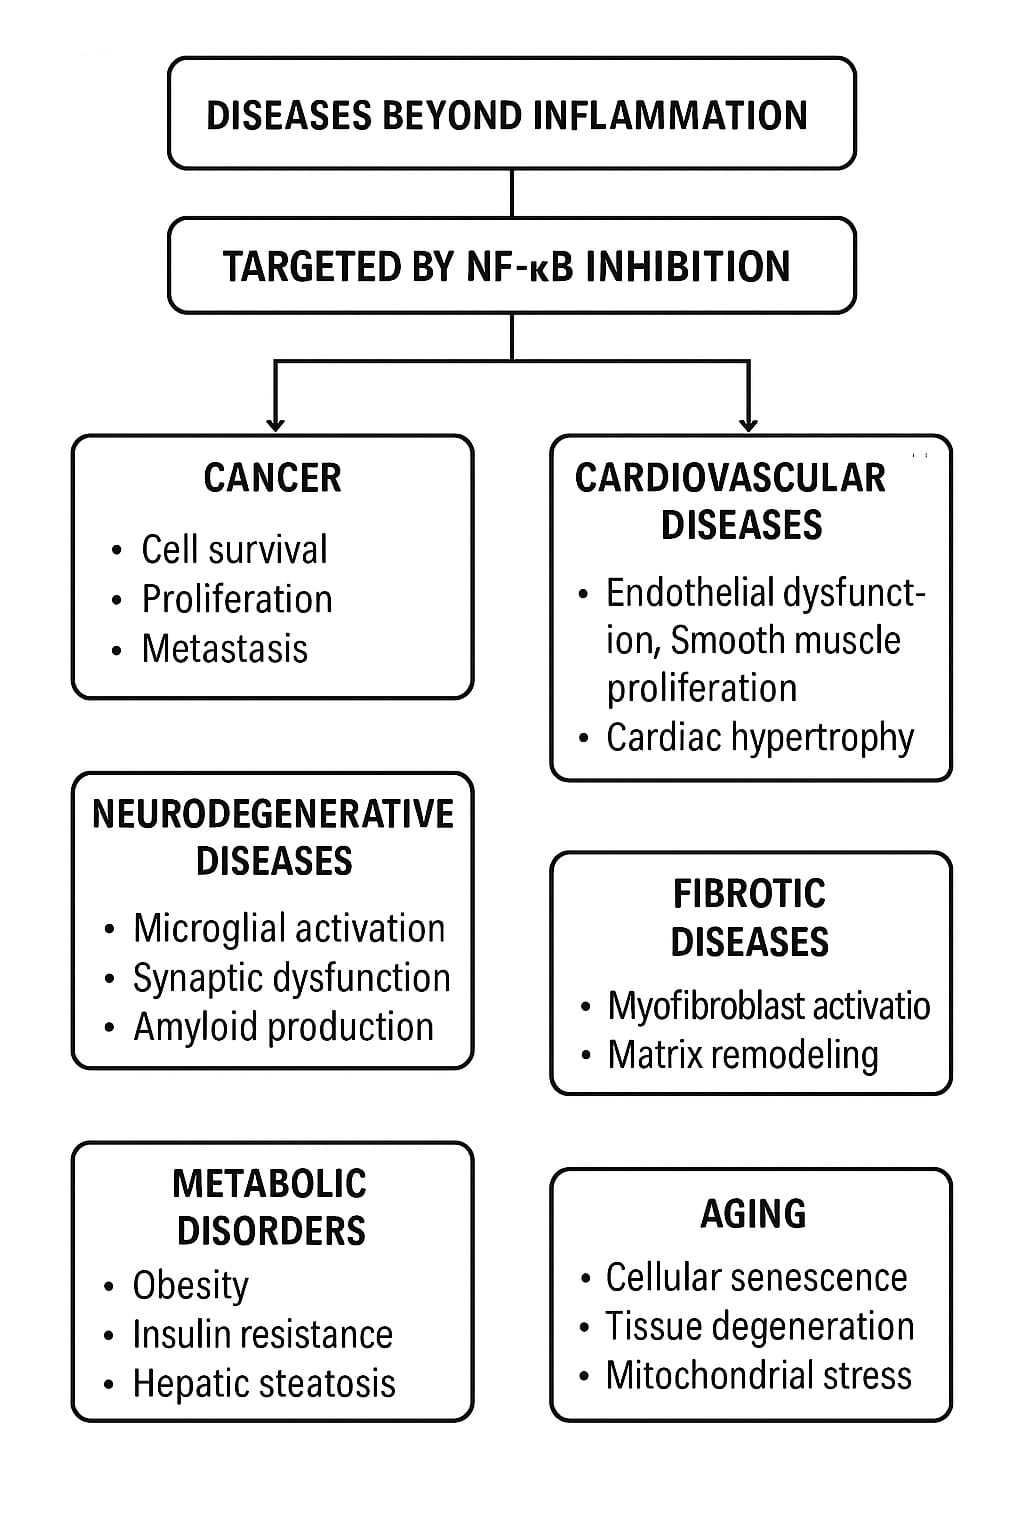 DISEASES BEYOND INFLAMMATION
TARGETED BY NF-κB INHIBITION
CANCER
• Cell survival
• Proliferation
• Metastasis
CARDIOVASCULAR
DISEASES
• Endothelial dysfunct-
ion, Smooth muscle
proliferation
• Cardiac hypertrophy
NEURODEGENERATIVE
DISEASES
• Microglial activation
• Synaptic dysfunction
• Amyloid production
FIBROTIC
DISEASES
• Myofibroblast activatio
• Matrix remodeling
METABOLIC
DISORDERS
• Obesity
• Insulin resistance
• Hepatic steatosis
AGING
• Cellular senescence
• Tissue degeneration
• Mitochondrial stress